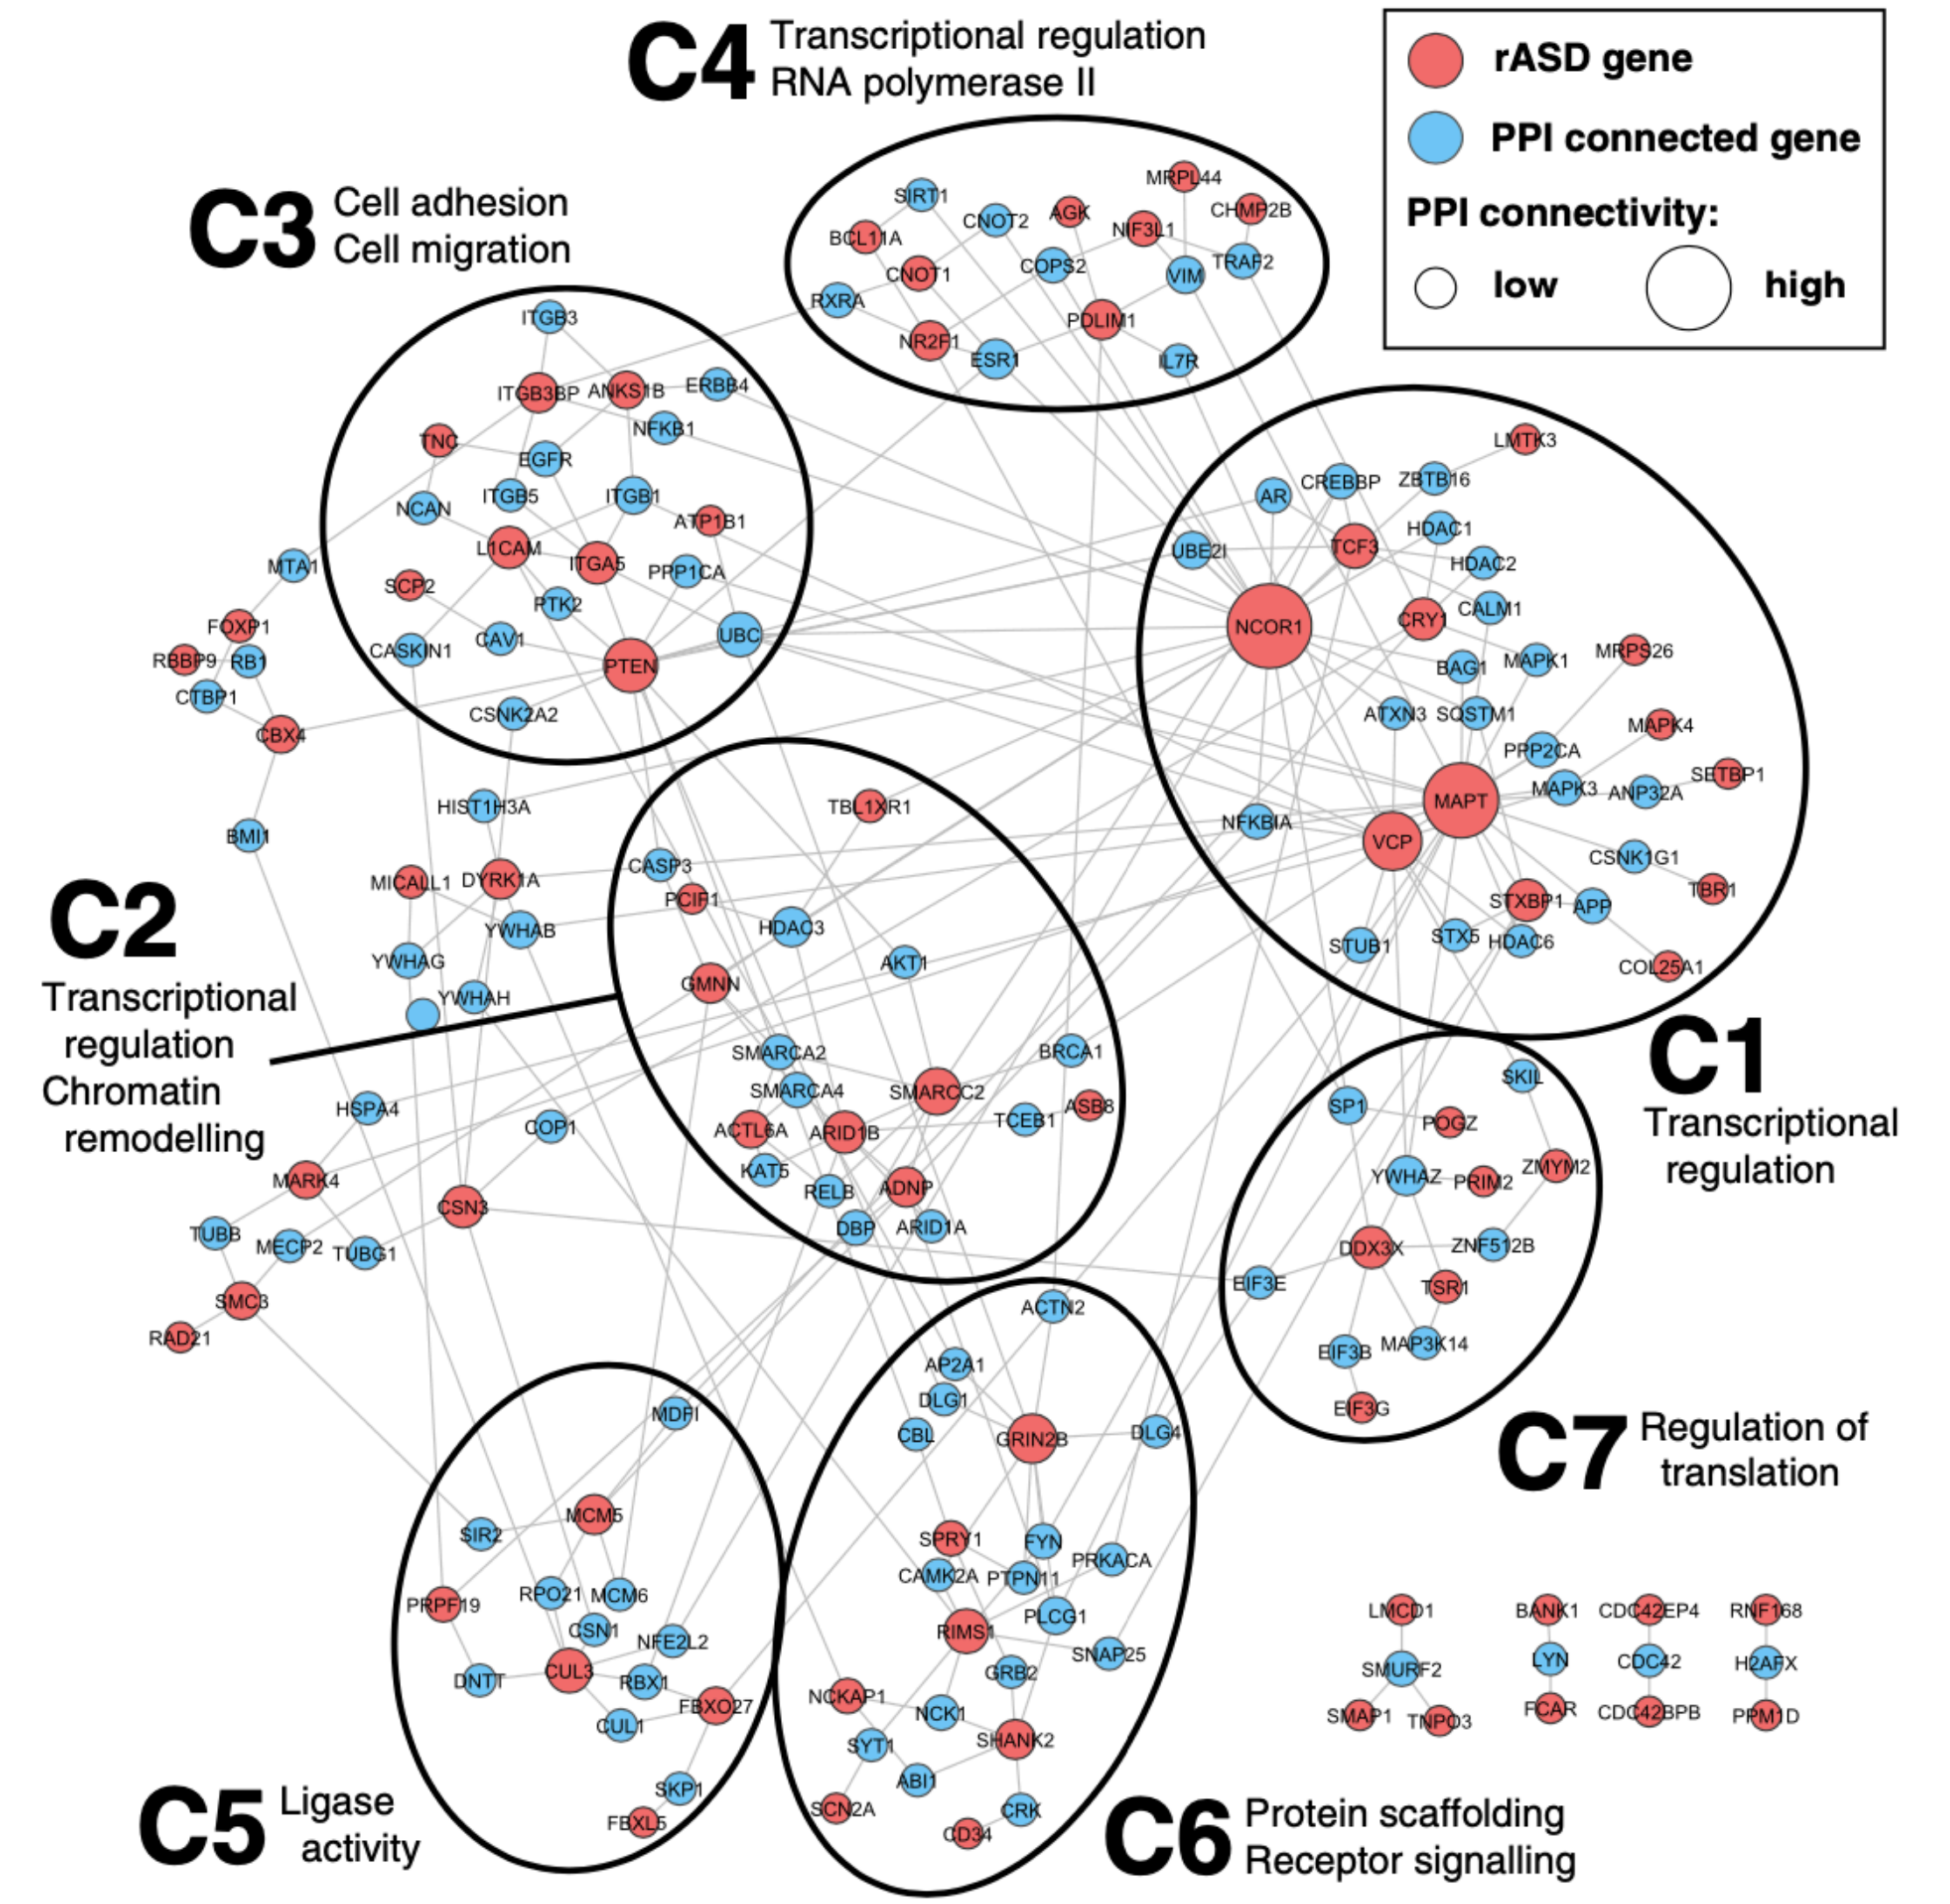 C4 Transcriptional regulation
RNA polymerase II
rASD gene
PPI connected gene
PPI connectivity:
low high
C3 Cell adhesion
Cell migration
MRPL44
SIRT1
CNOT2
AGK
CHMP2B
BCL11A
NIF3L1
CNOT1
COPS2
VIM
TRAF2
RXRA
PDLIM1
NR2F1
ESR1
IL7R
ITGB3
ITGB3BP
ANKS1B
ERBB4
NFKB1
TNC
EGFR
ITGB5
ITGB1
NCAN
ATP1B1
L1CAM
ITGA5
PPP1CA
SCP2
PTK2
CAV1
UBC
CASKIN1
PTEN
CSNK2A2
MTA1
FOXP1
RBBP9
RB1
CTBP1
CBX4
BMI1
LMTK3
AR
CREBBP
ZBTB16
HDAC1
UBE2I
TCF3
HDAC2
NCOR1
CRY1
CALM1
BAG1
MAPK1
MRPS26
ATXN3
SQSTM1
MAPK4
PPP2CA
MAPK3
ANP32A
SETBP1
MAPT
NFKBIA
VCP
CSNK1G1
TBR1
STXBP1
APP
STUB1
STX5
HDAC6
COL25A1
HIST1H3A
MICALL1
DYRK1A
YWHAB
YWHAG
YWHAH
C2
Transcriptional
regulation
Chromatin
remodelling
TBL1XR1
CASP3
PCIF1
HDAC3
AKT1
GMNN
SMARCA2
BRCA1
SMARCA4
SMARCC2
ASB8
TCEB1
ACTL6A
ARID1B
KAT5
RELB
ADNP
DBP
ARID1A
C1
Transcriptional
regulation
HSPA4
COP1
MARK4
CSN3
TUBB
MECP2
TUBG1
SMC3
RAD21
SKIL
SP1
POGZ
YWHAZ
PRIM2
ZMYM2
DDX3X
ZNF512B
EIF3E
TSR1
EIF3B
MAP3K14
EIF3G
C7 Regulation of
translation
ACTN2
AP2A1
DLG1
CBL
GRIN2B
DLG4
SPRY1
FYN
PRKACA
CAMK2A
PTPN11
PLCG1
RIMS1
SNAP25
GRB2
NCKAP1
NCK1
SYT1
SHANK2
ABI1
SCN2A
CRK
CD34
MDFI
MCM5
SIR2
PRPF19
RPO21
MCM6
CSN1
NFE2L2
CUL3
DNTT
RBX1
FBXO27
CUL1
SKP1
FBXL5
LMCD1
BANK1
CDC42EP4
RNF168
SMURF2
LYN
CDC42
H2AFX
SMAP1
TNPO3
FCAR
CDC42BPB
PPM1D
C5 Ligase
activity
C6 Protein scaffolding
Receptor signalling